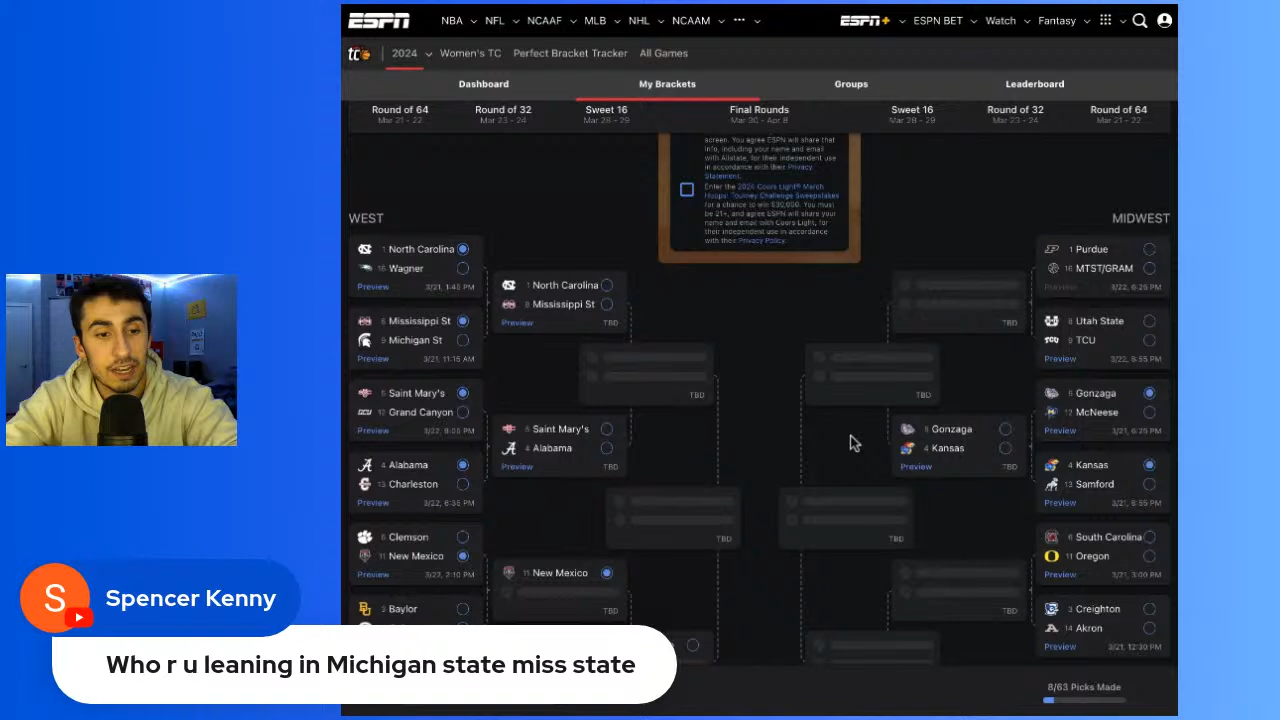 ESPN NBA NFL NCAAF MLB NHL NCAAM ESPN+ ESPN BET Watch Fantasy
tc 2024 Women's TC Perfect Bracket Tracker All Games
Dashboard My Brackets Groups Leaderboard
Round of 64 Round of 32 Sweet 16 Final Rounds Sweet 16 Round of 32 Round of 64
Mar 21 - 22 Mar 23 - 24 Mar 28 - 29 Mar 30 - Apr 8 Mar 28 - 29 Mar 23 - 24 Mar 21 - 22
screen. You agree ESPN will share that
info, including your name and email
with Allstate, for their independent use
in accordance with their Privacy
Statement.
Enter the 2024 Coors Light® March
Hoops Tourney Challenge Sweepstakes
for a chance to win $30,000. You must
be 21+, and agree ESPN will share your
name and email with Coors Light, for
their independent use in accordance
with their Privacy Policy.
WEST
1 North Carolina
16 Wagner
Preview 3/21, 1:45 PM
8 Mississippi St
9 Michigan St
Preview 3/21, 11:15 AM
5 Saint Mary's
GCU 12 Grand Canyon
Preview 3/22, 9:05 PM
4 Alabama
13 Charleston
Preview 3/22, 6:35 PM
6 Clemson
11 New Mexico
Preview 3/22, 2:10 PM
3 Baylor
1 North Carolina
8 Mississippi St
Preview TBD
5 Saint Mary's
4 Alabama
Preview TBD
11 New Mexico
TBD
TBD
TBD
TBD
TBD
TBD
5 Gonzaga
4 Kansas
Preview TBD
TBD
MIDWEST
1 Purdue
16 MTST/GRAM
Preview 3/22, 6:25 PM
8 Utah State
TCU 9 TCU
Preview 3/22, 8:55 PM
5 Gonzaga
12 McNeese
Preview 3/21, 6:25 PM
4 Kansas
13 Samford
Preview 3/21, 8:55 PM
6 South Carolina
11 Oregon
Preview 3/21, 3:00 PM
3 Creighton
14 Akron
Preview 3/21, 12:30 PM
8/63 Picks Made
S Spencer Kenny
Who r u leaning in Michigan state miss state